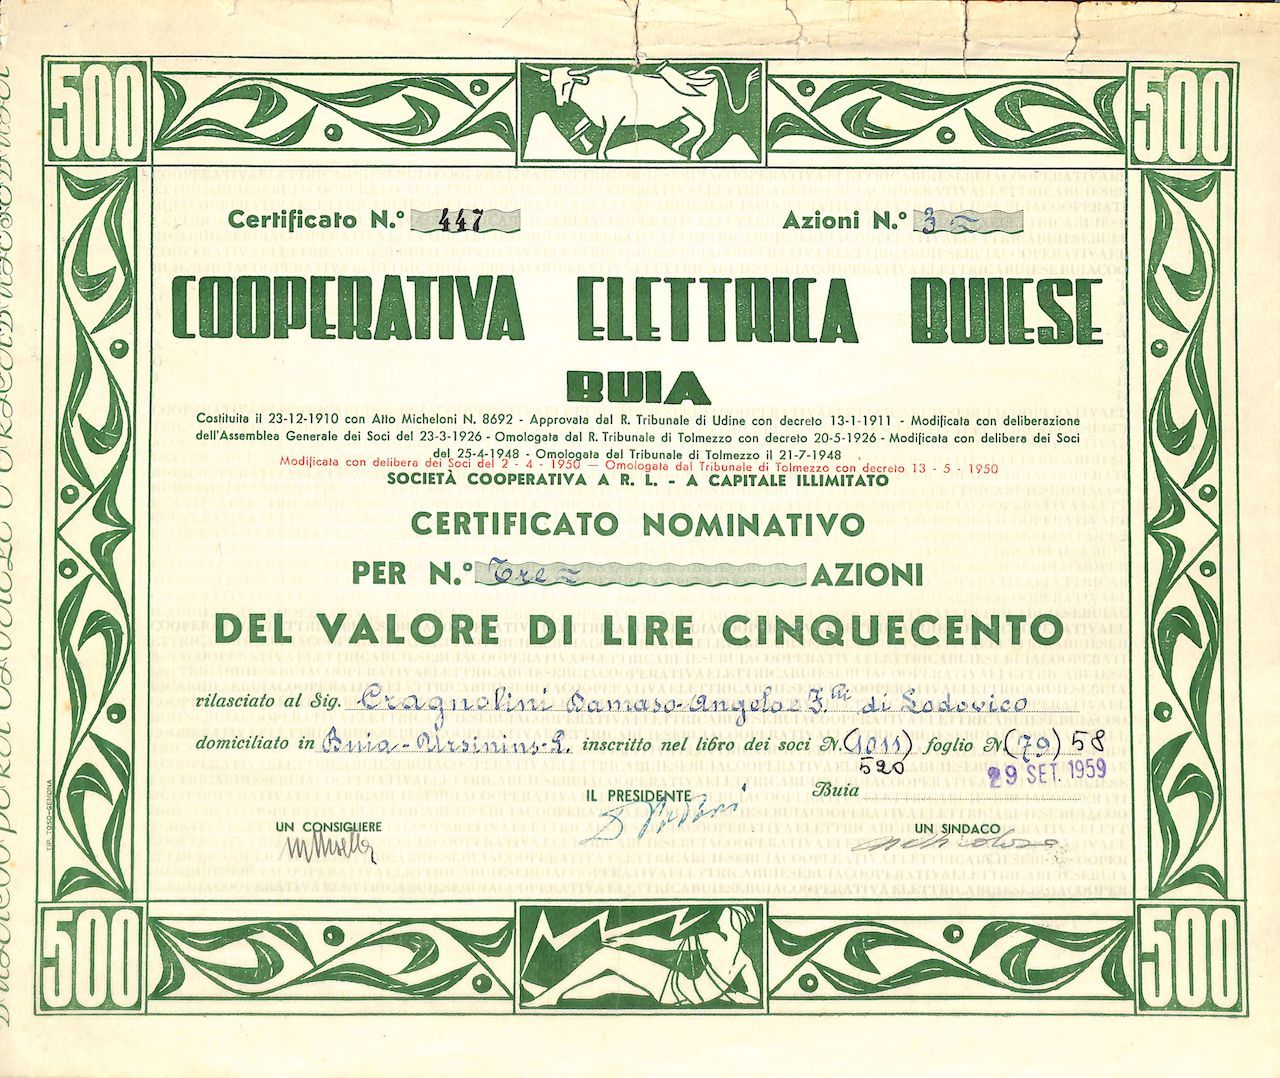 500 500
Certificato N.° 447 Azioni N.° 3
COOPERATIVA ELETTRICA BUIESE
BUIA
Costituita il 23-12-1910 con Atto Micheloni N. 8692 - Approvata dal R. Tribunale di Udine con decreto 13-1-1911 - Modificata con deliberazione
dell'Assemblea Generale dei Soci del 23-3-1926 - Omologata dal R. Tribunale di Tolmezzo con decreto 20-5-1926 - Modificata con delibera dei Soci
del 25-4-1948 - Omologata dal Tribunale di Tolmezzo il 21-7-1948
Modificata con delibera dei Soci del 2 - 4 - 1950 — Omologata dal Tribunale di Tolmezzo con decreto 13 - 5 - 1950
SOCIETÀ COOPERATIVA A R. L. - A CAPITALE ILLIMITATO
CERTIFICATO NOMINATIVO
PER N.° Tre AZIONI
DEL VALORE DI LIRE CINQUECENTO
rilasciato al Sig. Cragnolini Damaso-Angelo e F.lli di Lodovico
domiciliato in Buia - Ursinins-L. inscritto nel libro dei soci N. (1011) foglio N (79) 58
520
29 SET. 1959
Buia
IL PRESIDENTE
UN CONSIGLIERE UN SINDACO
TIP. TOSO-GEMONA
500 500